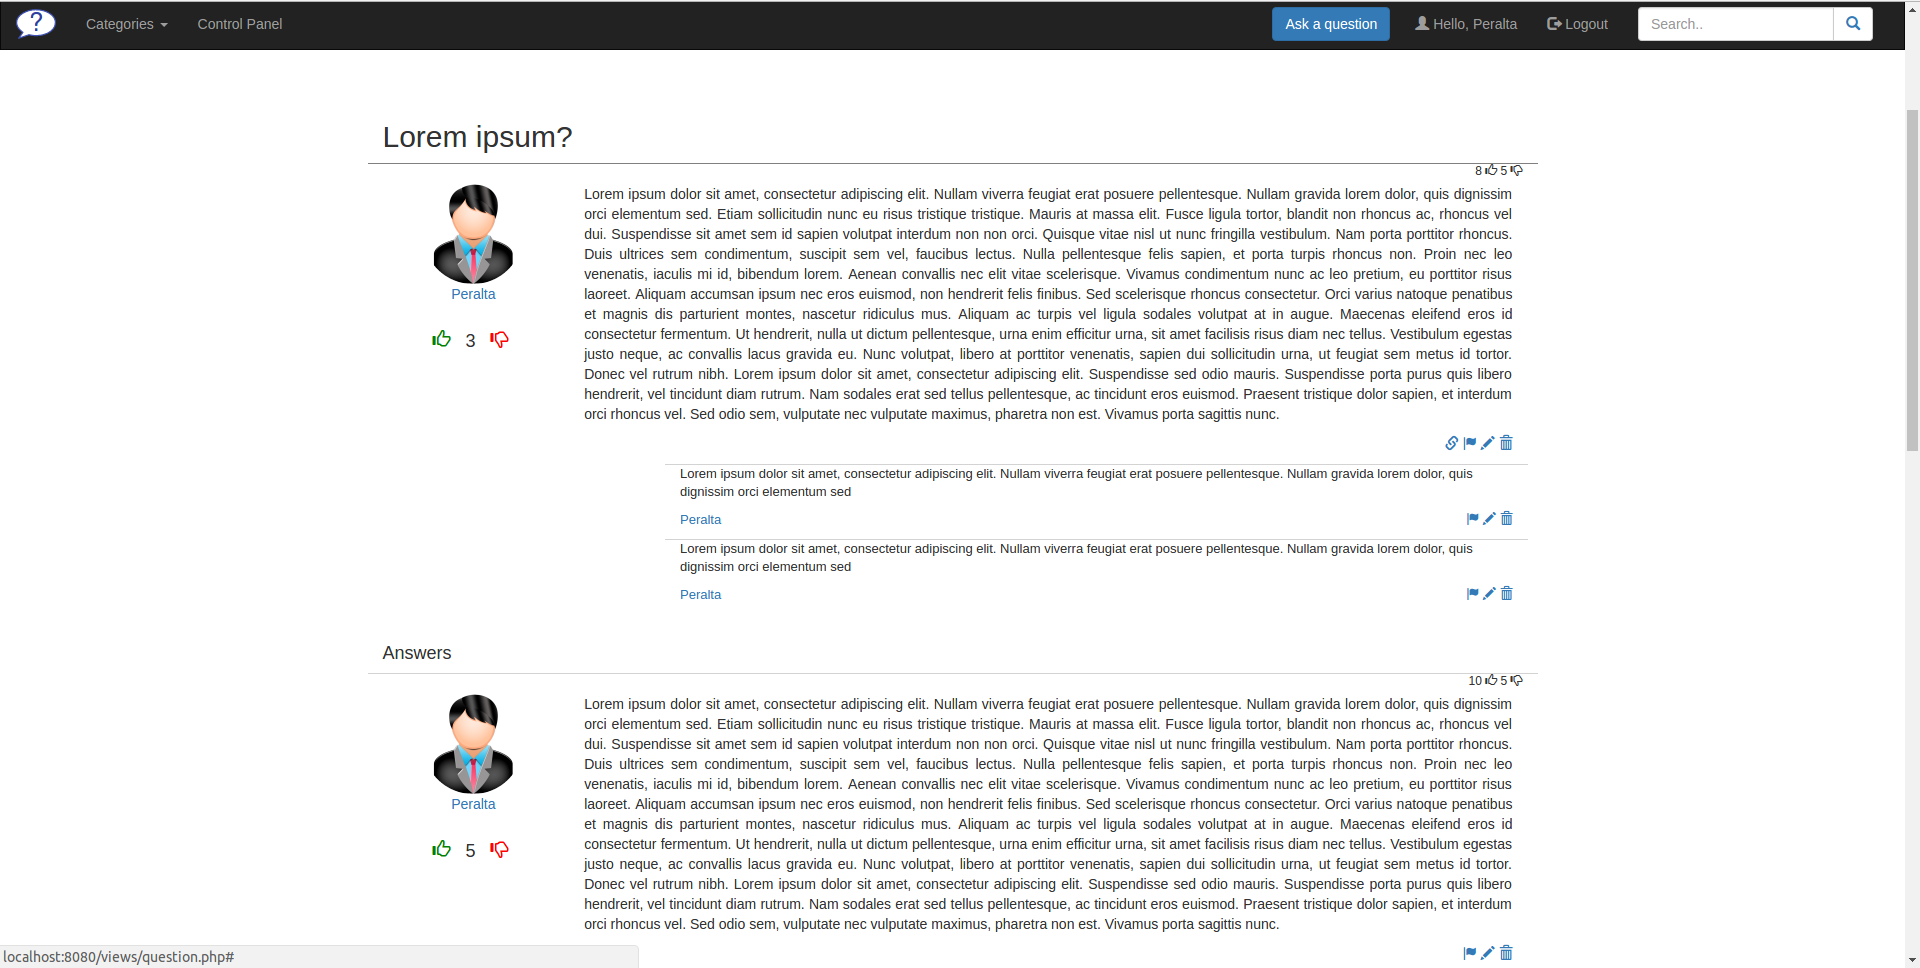 ?
Categories Control Panel Ask a question Hello, Peralta Logout Search..
Lorem ipsum?
8 5
Lorem ipsum dolor sit amet, consectetur adipiscing elit. Nullam viverra feugiat erat posuere pellentesque. Nullam gravida lorem dolor, quis dignissim
orci elementum sed. Etiam sollicitudin nunc eu risus tristique tristique. Mauris at massa elit. Fusce ligula tortor, blandit non rhoncus ac, rhoncus vel
dui. Suspendisse sit amet sem id sapien volutpat interdum non non orci. Quisque vitae nisl ut nunc fringilla vestibulum. Nam porta porttitor rhoncus.
Duis ultrices sem condimentum, suscipit sem vel, faucibus lectus. Nulla pellentesque felis sapien, et porta turpis rhoncus non. Proin nec leo
venenatis, iaculis mi id, bibendum lorem. Aenean convallis nec elit vitae scelerisque. Vivamus condimentum nunc ac leo pretium, eu porttitor risus
laoreet. Aliquam accumsan ipsum nec eros euismod, non hendrerit felis finibus. Sed scelerisque rhoncus consectetur. Orci varius natoque penatibus
et magnis dis parturient montes, nascetur ridiculus mus. Aliquam ac turpis vel ligula sodales volutpat at in augue. Maecenas eleifend eros id
consectetur fermentum. Ut hendrerit, nulla ut dictum pellentesque, urna enim efficitur urna, sit amet facilisis risus diam nec tellus. Vestibulum egestas
justo neque, ac convallis lacus gravida eu. Nunc volutpat, libero at porttitor venenatis, sapien dui sollicitudin urna, ut feugiat sem metus id tortor.
Donec vel rutrum nibh. Lorem ipsum dolor sit amet, consectetur adipiscing elit. Suspendisse sed odio mauris. Suspendisse porta purus quis libero
hendrerit, vel tincidunt diam rutrum. Nam sodales erat sed tellus pellentesque, ac tincidunt eros euismod. Praesent tristique dolor sapien, et interdum
orci rhoncus vel. Sed odio sem, vulputate nec vulputate maximus, pharetra non est. Vivamus porta sagittis nunc.
Peralta
3
Lorem ipsum dolor sit amet, consectetur adipiscing elit. Nullam viverra feugiat erat posuere pellentesque. Nullam gravida lorem dolor, quis
dignissim orci elementum sed
Peralta
Lorem ipsum dolor sit amet, consectetur adipiscing elit. Nullam viverra feugiat erat posuere pellentesque. Nullam gravida lorem dolor, quis
dignissim orci elementum sed
Peralta
Answers
10 5
Lorem ipsum dolor sit amet, consectetur adipiscing elit. Nullam viverra feugiat erat posuere pellentesque. Nullam gravida lorem dolor, quis dignissim
orci elementum sed. Etiam sollicitudin nunc eu risus tristique tristique. Mauris at massa elit. Fusce ligula tortor, blandit non rhoncus ac, rhoncus vel
dui. Suspendisse sit amet sem id sapien volutpat interdum non non orci. Quisque vitae nisl ut nunc fringilla vestibulum. Nam porta porttitor rhoncus.
Duis ultrices sem condimentum, suscipit sem vel, faucibus lectus. Nulla pellentesque felis sapien, et porta turpis rhoncus non. Proin nec leo
venenatis, iaculis mi id, bibendum lorem. Aenean convallis nec elit vitae scelerisque. Vivamus condimentum nunc ac leo pretium, eu porttitor risus
laoreet. Aliquam accumsan ipsum nec eros euismod, non hendrerit felis finibus. Sed scelerisque rhoncus consectetur. Orci varius natoque penatibus
et magnis dis parturient montes, nascetur ridiculus mus. Aliquam ac turpis vel ligula sodales volutpat at in augue. Maecenas eleifend eros id
consectetur fermentum. Ut hendrerit, nulla ut dictum pellentesque, urna enim efficitur urna, sit amet facilisis risus diam nec tellus. Vestibulum egestas
justo neque, ac convallis lacus gravida eu. Nunc volutpat, libero at porttitor venenatis, sapien dui sollicitudin urna, ut feugiat sem metus id tortor.
Donec vel rutrum nibh. Lorem ipsum dolor sit amet, consectetur adipiscing elit. Suspendisse sed odio mauris. Suspendisse porta purus quis libero
hendrerit, vel tincidunt diam rutrum. Nam sodales erat sed tellus pellentesque, ac tincidunt eros euismod. Praesent tristique dolor sapien, et interdum
orci rhoncus vel. Sed odio sem, vulputate nec vulputate maximus, pharetra non est. Vivamus porta sagittis nunc.
Peralta
5
localhost:8080/views/question.php#